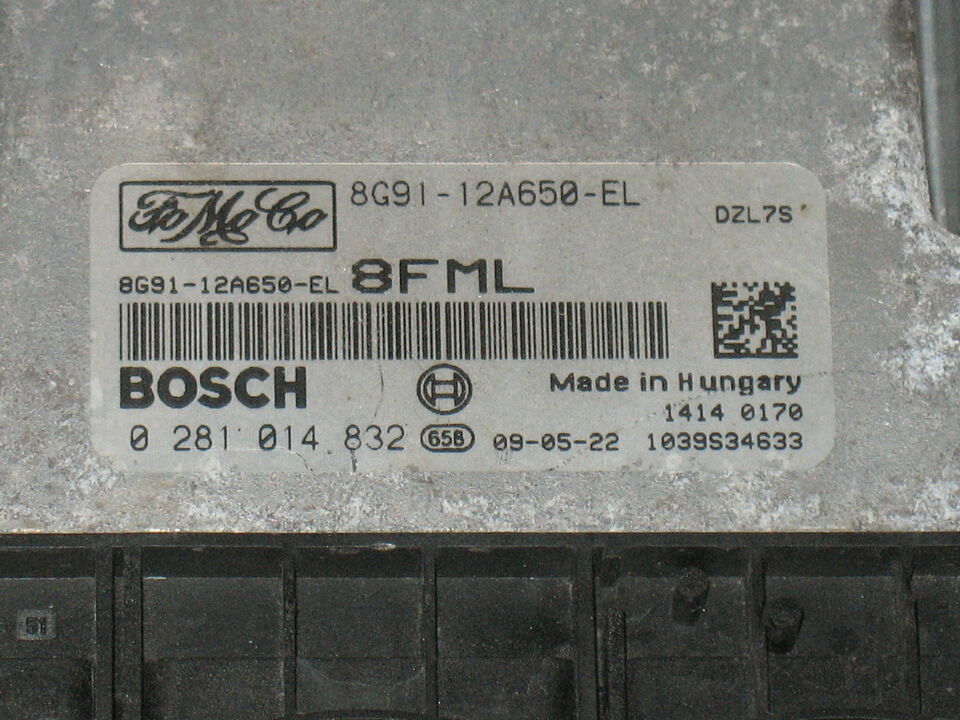 FoMoCo 8G91-12A650-EL
DZL7S
8G91-12A650-EL 8FML
BOSCH
Made in Hungary
1414 0170
0 281 014 832 65B 09-05-22 1039S34633
51